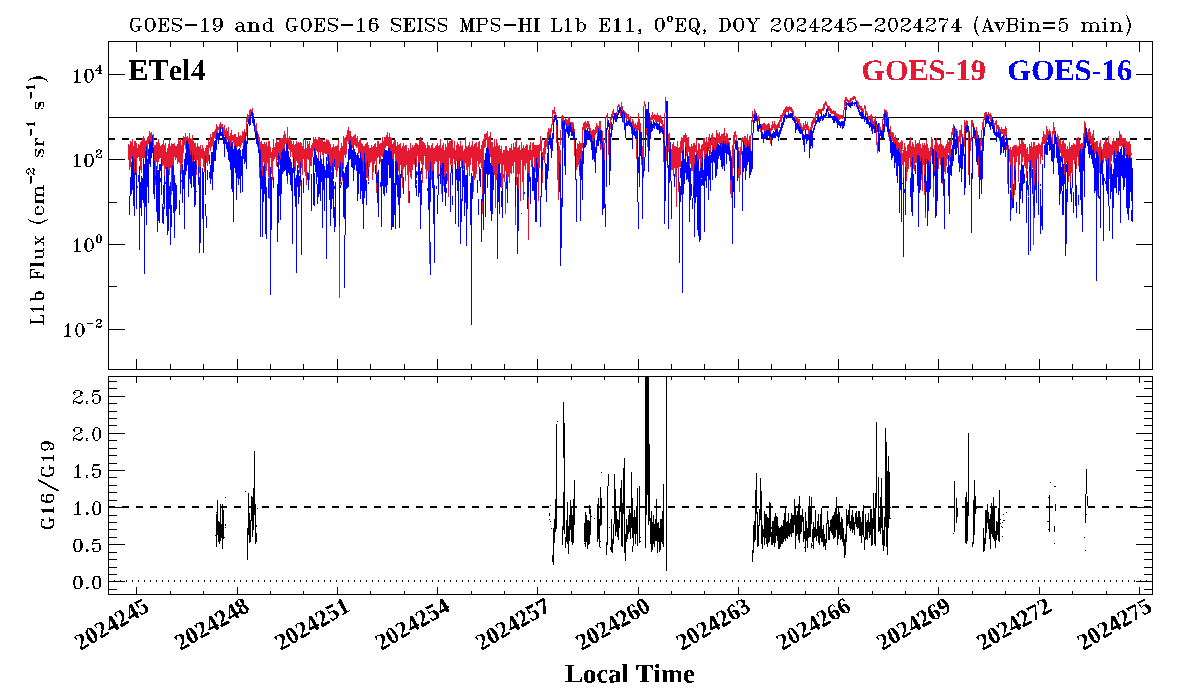 GOES-19 and GOES-16 SEISS MPS-HI L1b E11, 0°EQ, DOY 2024245-2024274 (AvBin=5 min)
ETel4 GOES-19 GOES-16
L1b Flux (cm⁻² sr⁻¹ s⁻¹)
10⁴
10²
10⁰
10⁻²
G16/G19
2.5
2.0
1.5
1.0
0.5
0.0
2024245 2024248 2024251 2024254 2024257 2024260 2024263 2024266 2024269 2024272 2024275
Local Time